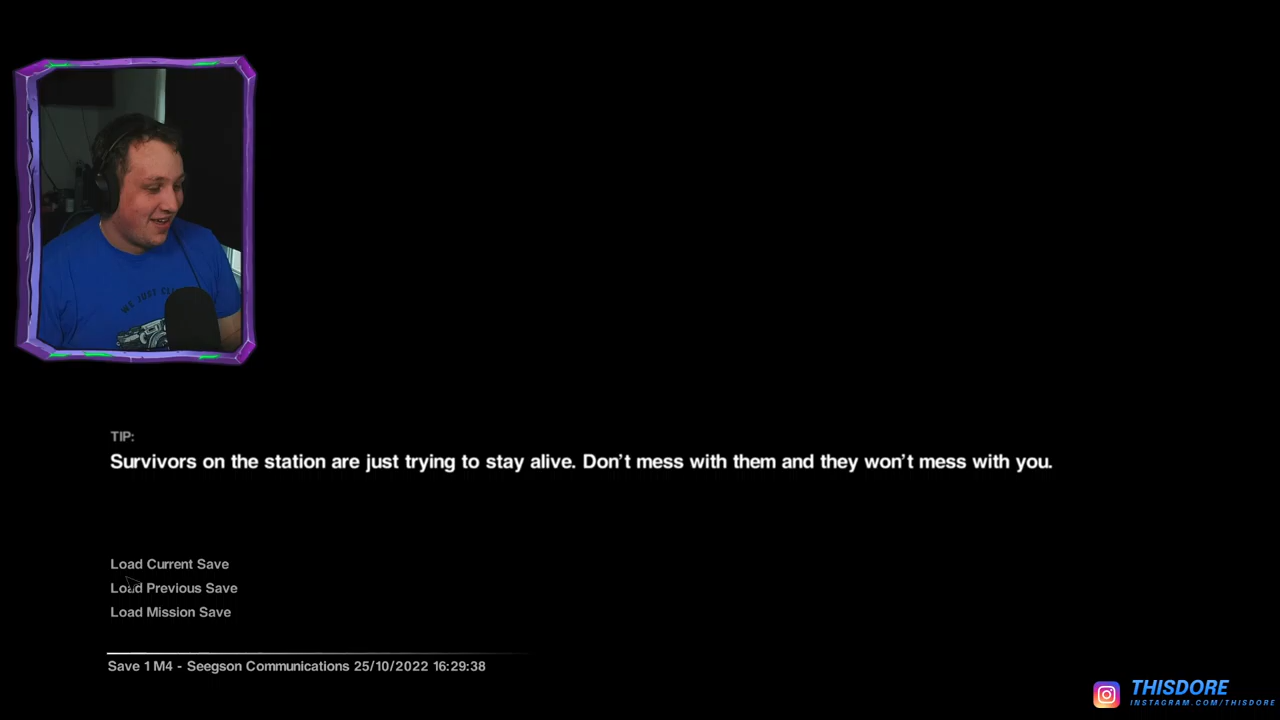 WE JUST
TIP:
Survivors on the station are just trying to stay alive. Don't mess with them and they won't mess with you.
Load Current Save
Load Previous Save
Load Mission Save
Save 1 M4 - Seegson Communications 25/10/2022 16:29:38
THISDORE
INSTAGRAM.COM/THISDORE